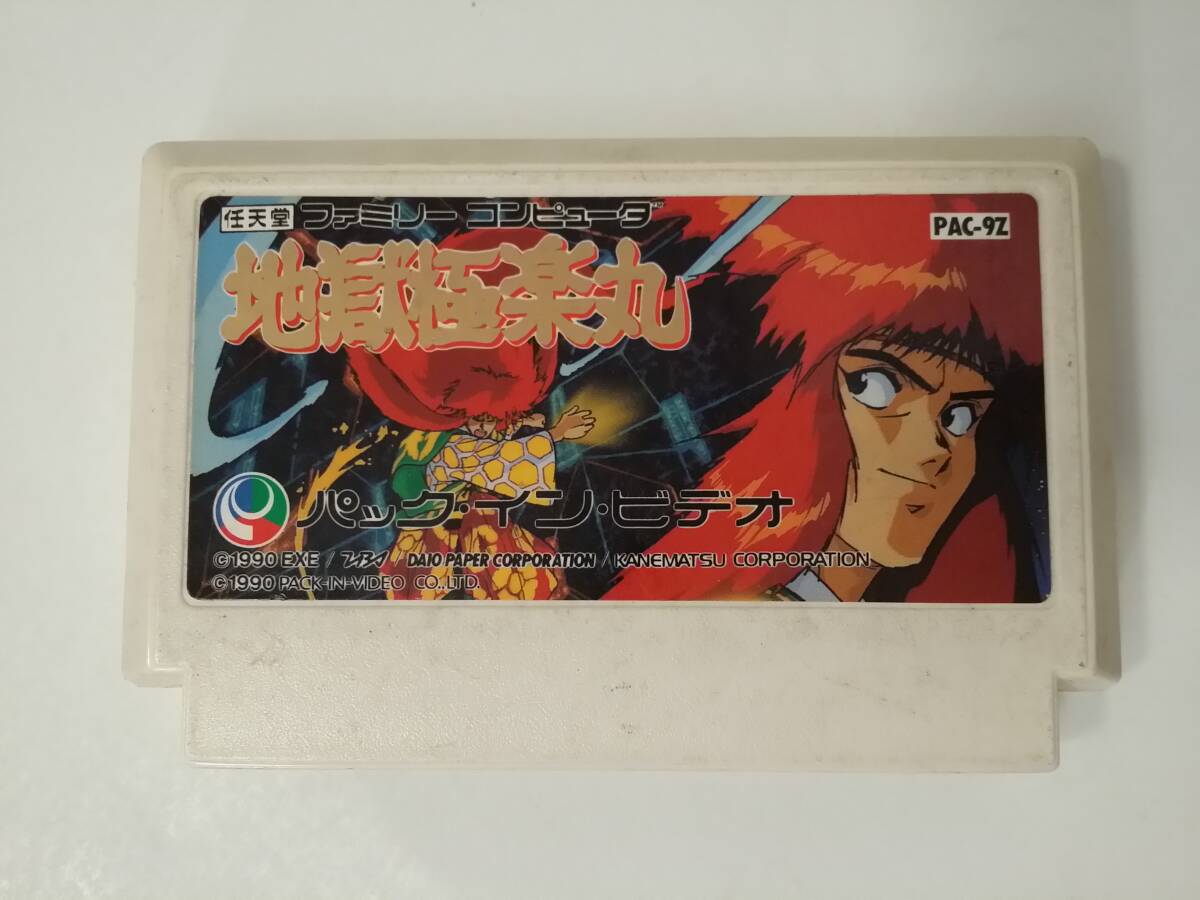 任天堂 ファミリー コンピュータ™
PAC-9Z
地獄極楽丸
パック・イン・ビデオ
©1990 EXE / / DAIO PAPER CORPORATION / KANEMATSU CORPORATION
©1990 PACK-IN-VIDEO CO.,LTD.